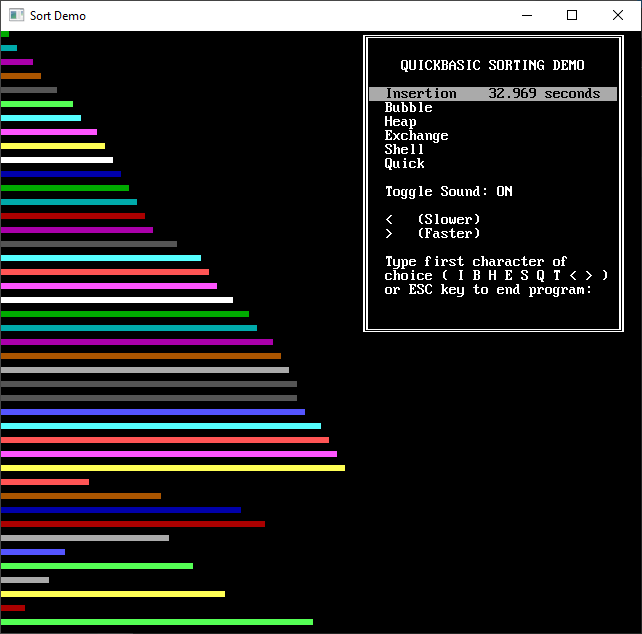 Sort Demo
QUICKBASIC SORTING DEMO
Insertion    32.969 seconds
Bubble
Heap
Exchange
Shell
Quick
Toggle Sound: ON
<   (Slower)
>   (Faster)
Type first character of
choice ( I B H E S Q T < > )
or ESC key to end program: